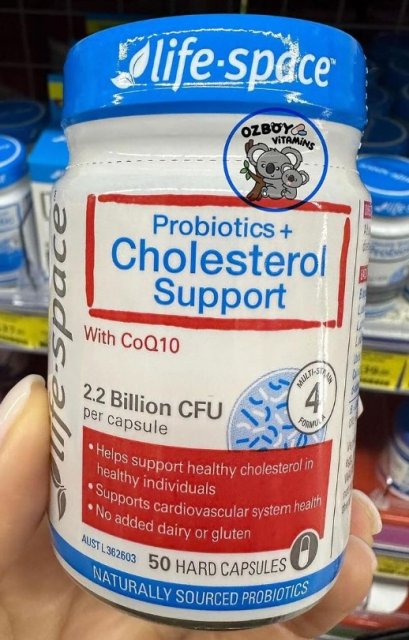 life·space™
OZBOY
VITAMINS
Probiotics +
Cholesterol
Support
With CoQ10
life·space™
2.2 Billion CFU
per capsule
MULTI-STRAIN
4
FORMULA
• Helps support healthy cholesterol in
healthy individuals
• Supports cardiovascular system health
• No added dairy or gluten
AUST L 362603
50 HARD CAPSULES
NATURALLY SOURCED PROBIOTICS